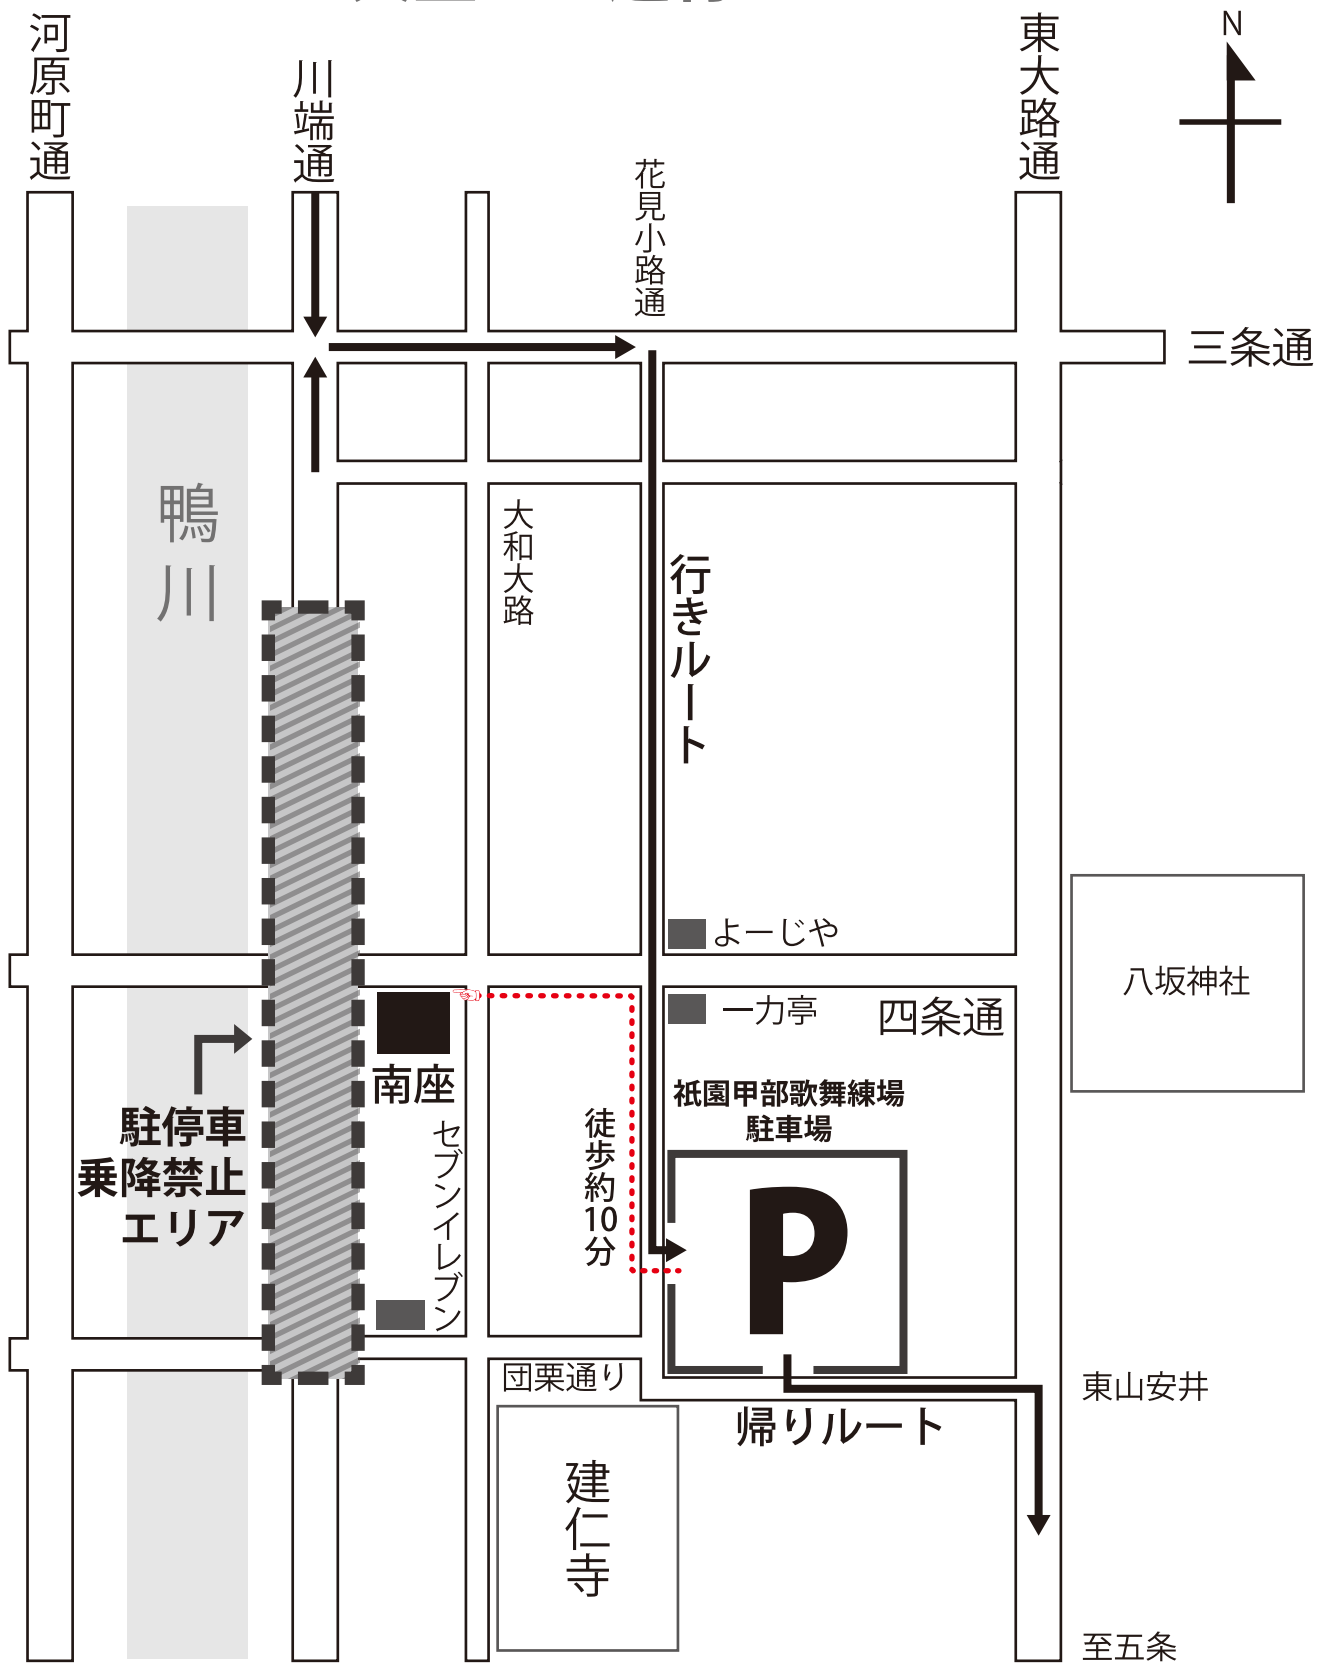 河原町通
川端通
東大路通
N
花見小路通
三条通
鴨川
大和大路
行きルート
よーじや
八坂神社
一力亭
四条通
南座
祇園甲部歌舞練場
駐車場
駐停車
乗降禁止
エリア
セブンイレブン
徒歩約10分
P
団栗通り
東山安井
帰りルート
建仁寺
至五条